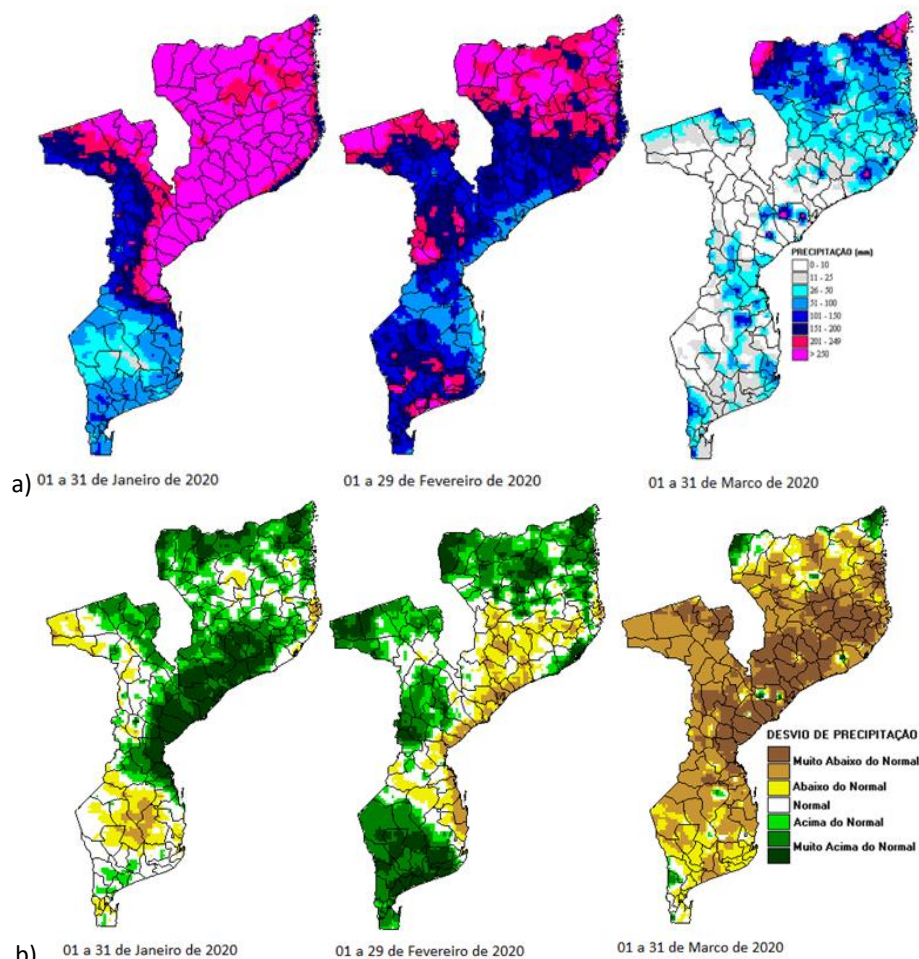 PRECIPITAÇÃO (mm)
0 - 10
11 - 25
26 - 50
51 - 100
101 - 150
151 - 200
201 - 249
> 250
a) 01 a 31 de Janeiro de 2020
01 a 29 de Fevereiro de 2020
01 a 31 de Marco de 2020
DESVIO DE PRECIPITAÇÃO
Muito Abaixo do Normal
Abaixo do Normal
Normal
Acima do Normal
Muito Acima do Normal
b) 01 a 31 de Janeiro de 2020
01 a 29 de Fevereiro de 2020
01 a 31 de Marco de 2020